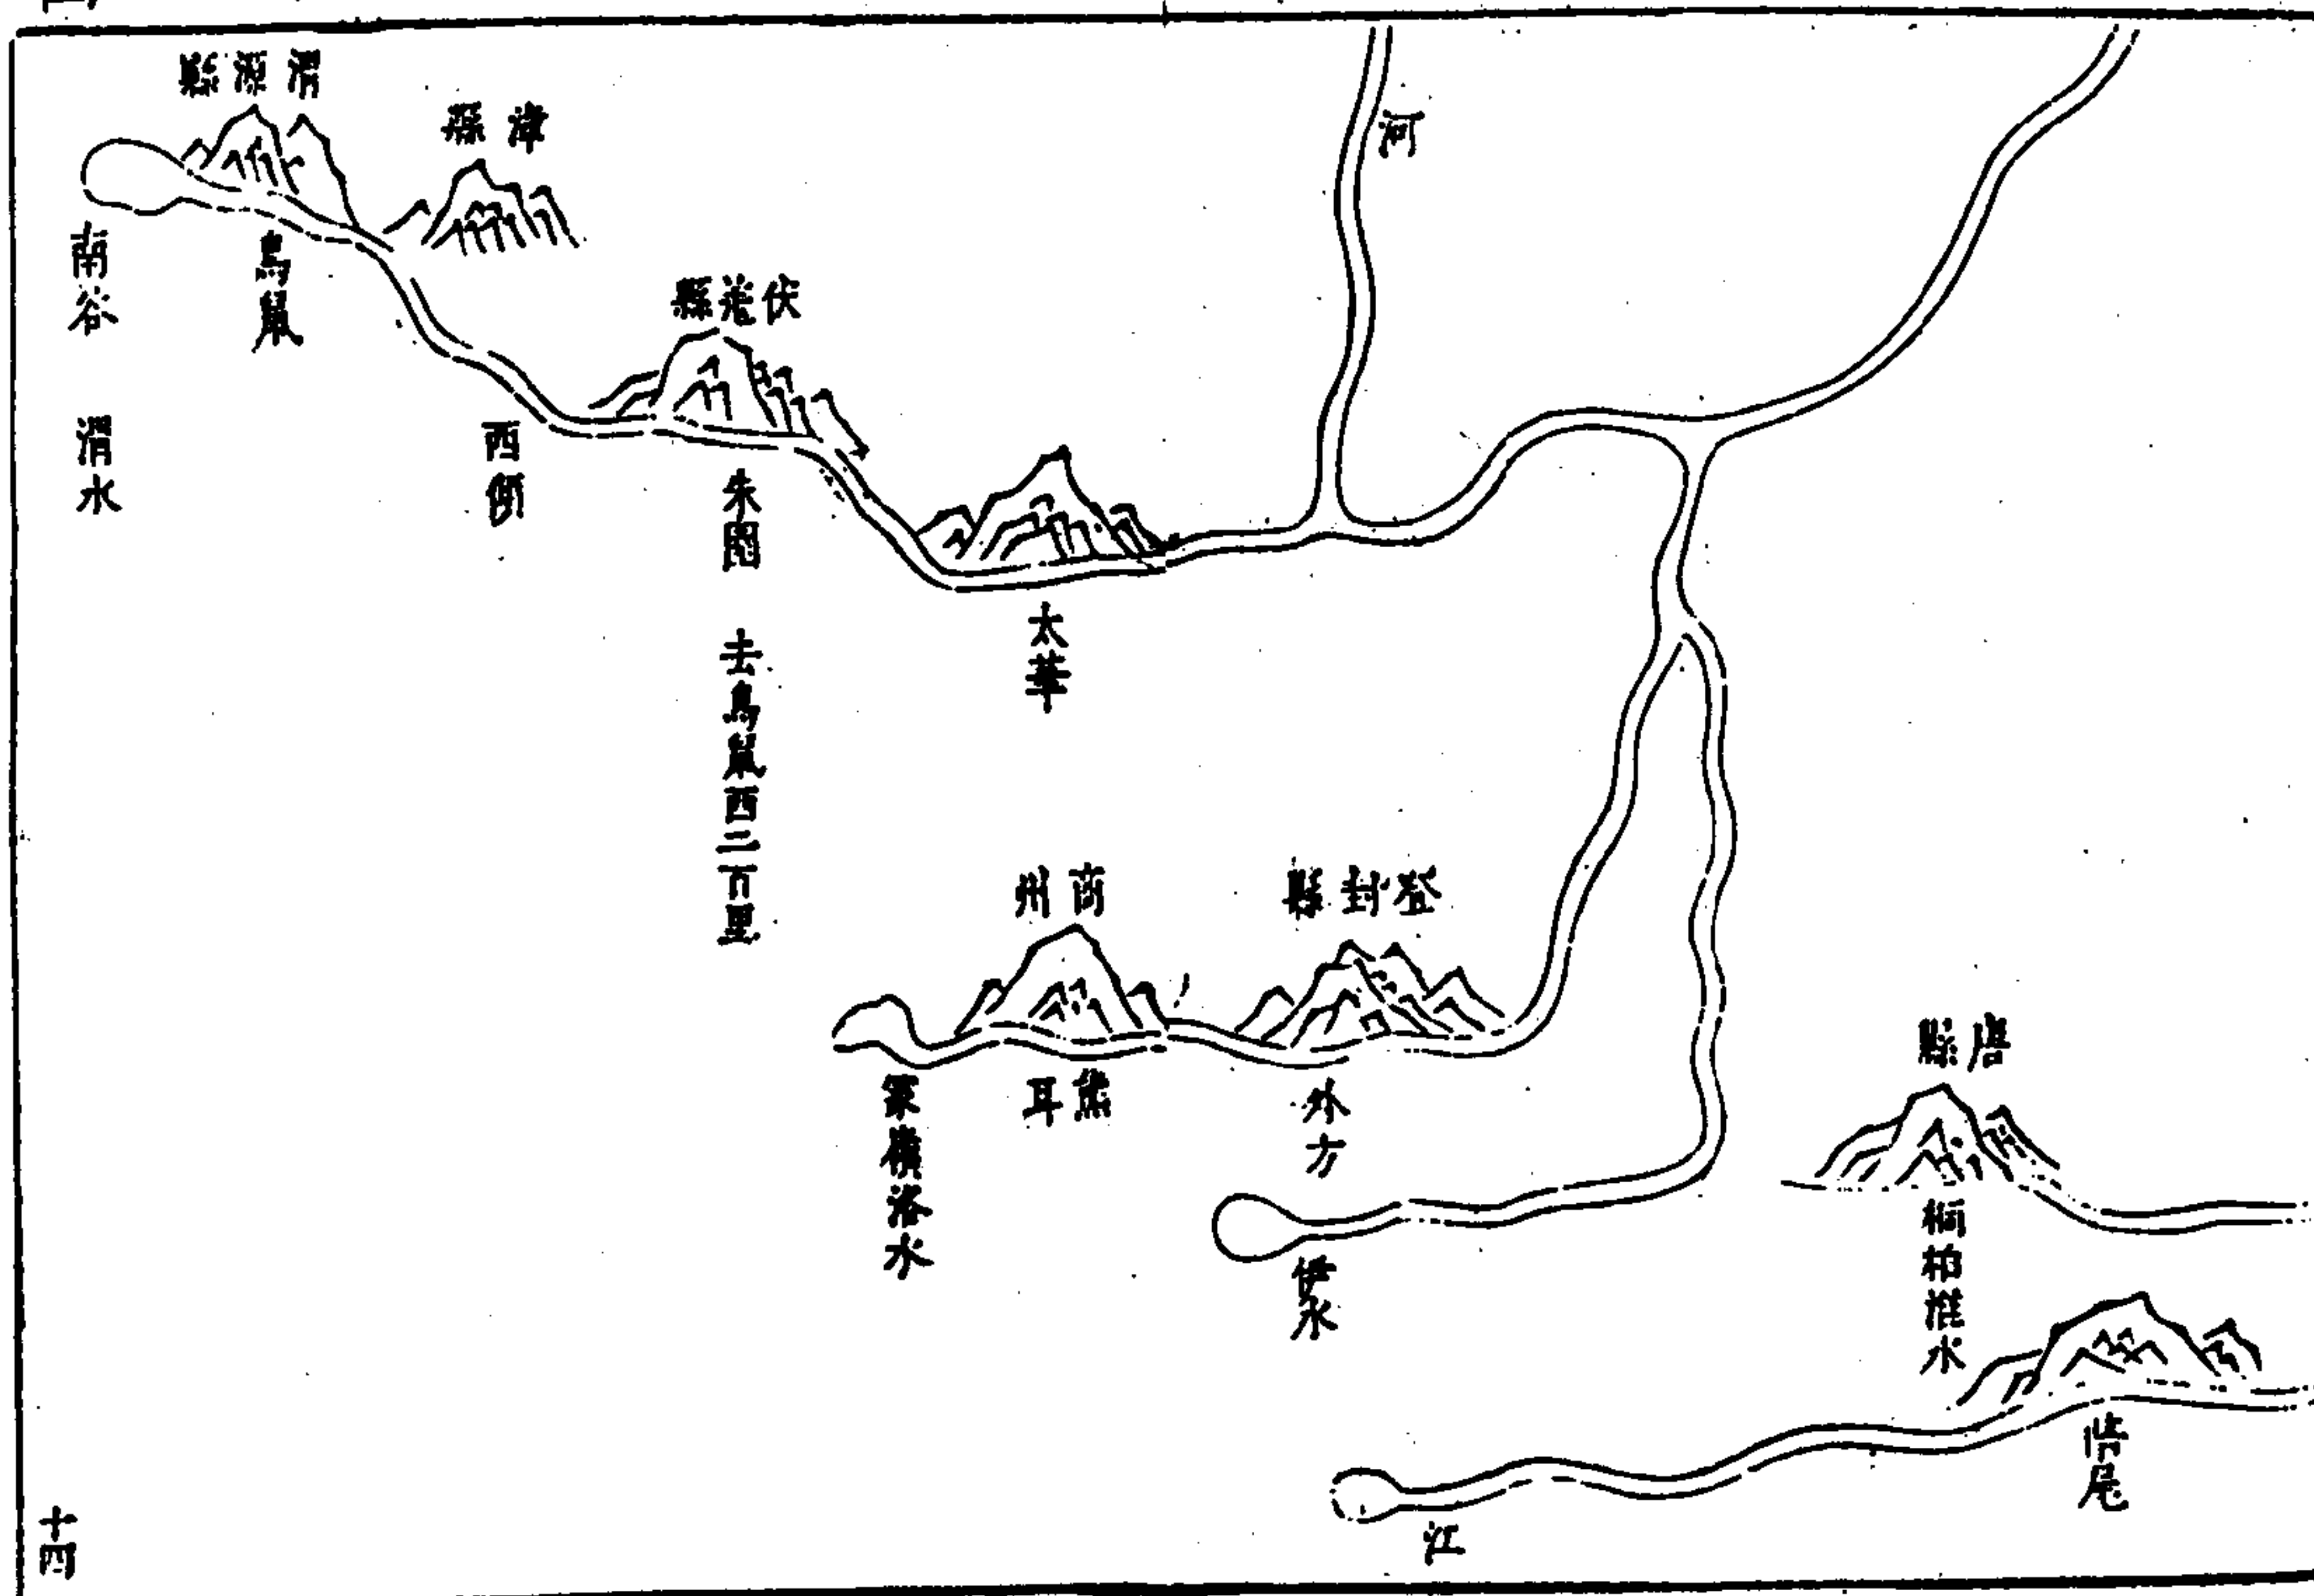 河
唐縣
桐柏淮水
陪尾
江
登封縣
外方
伊水
商州
熊耳
冢嶺洛水
太華
伏羌縣
朱圉 去鳥鼠西三百里
漳縣
西傾
渭源縣
鳥鼠
南谷 渭水
十四